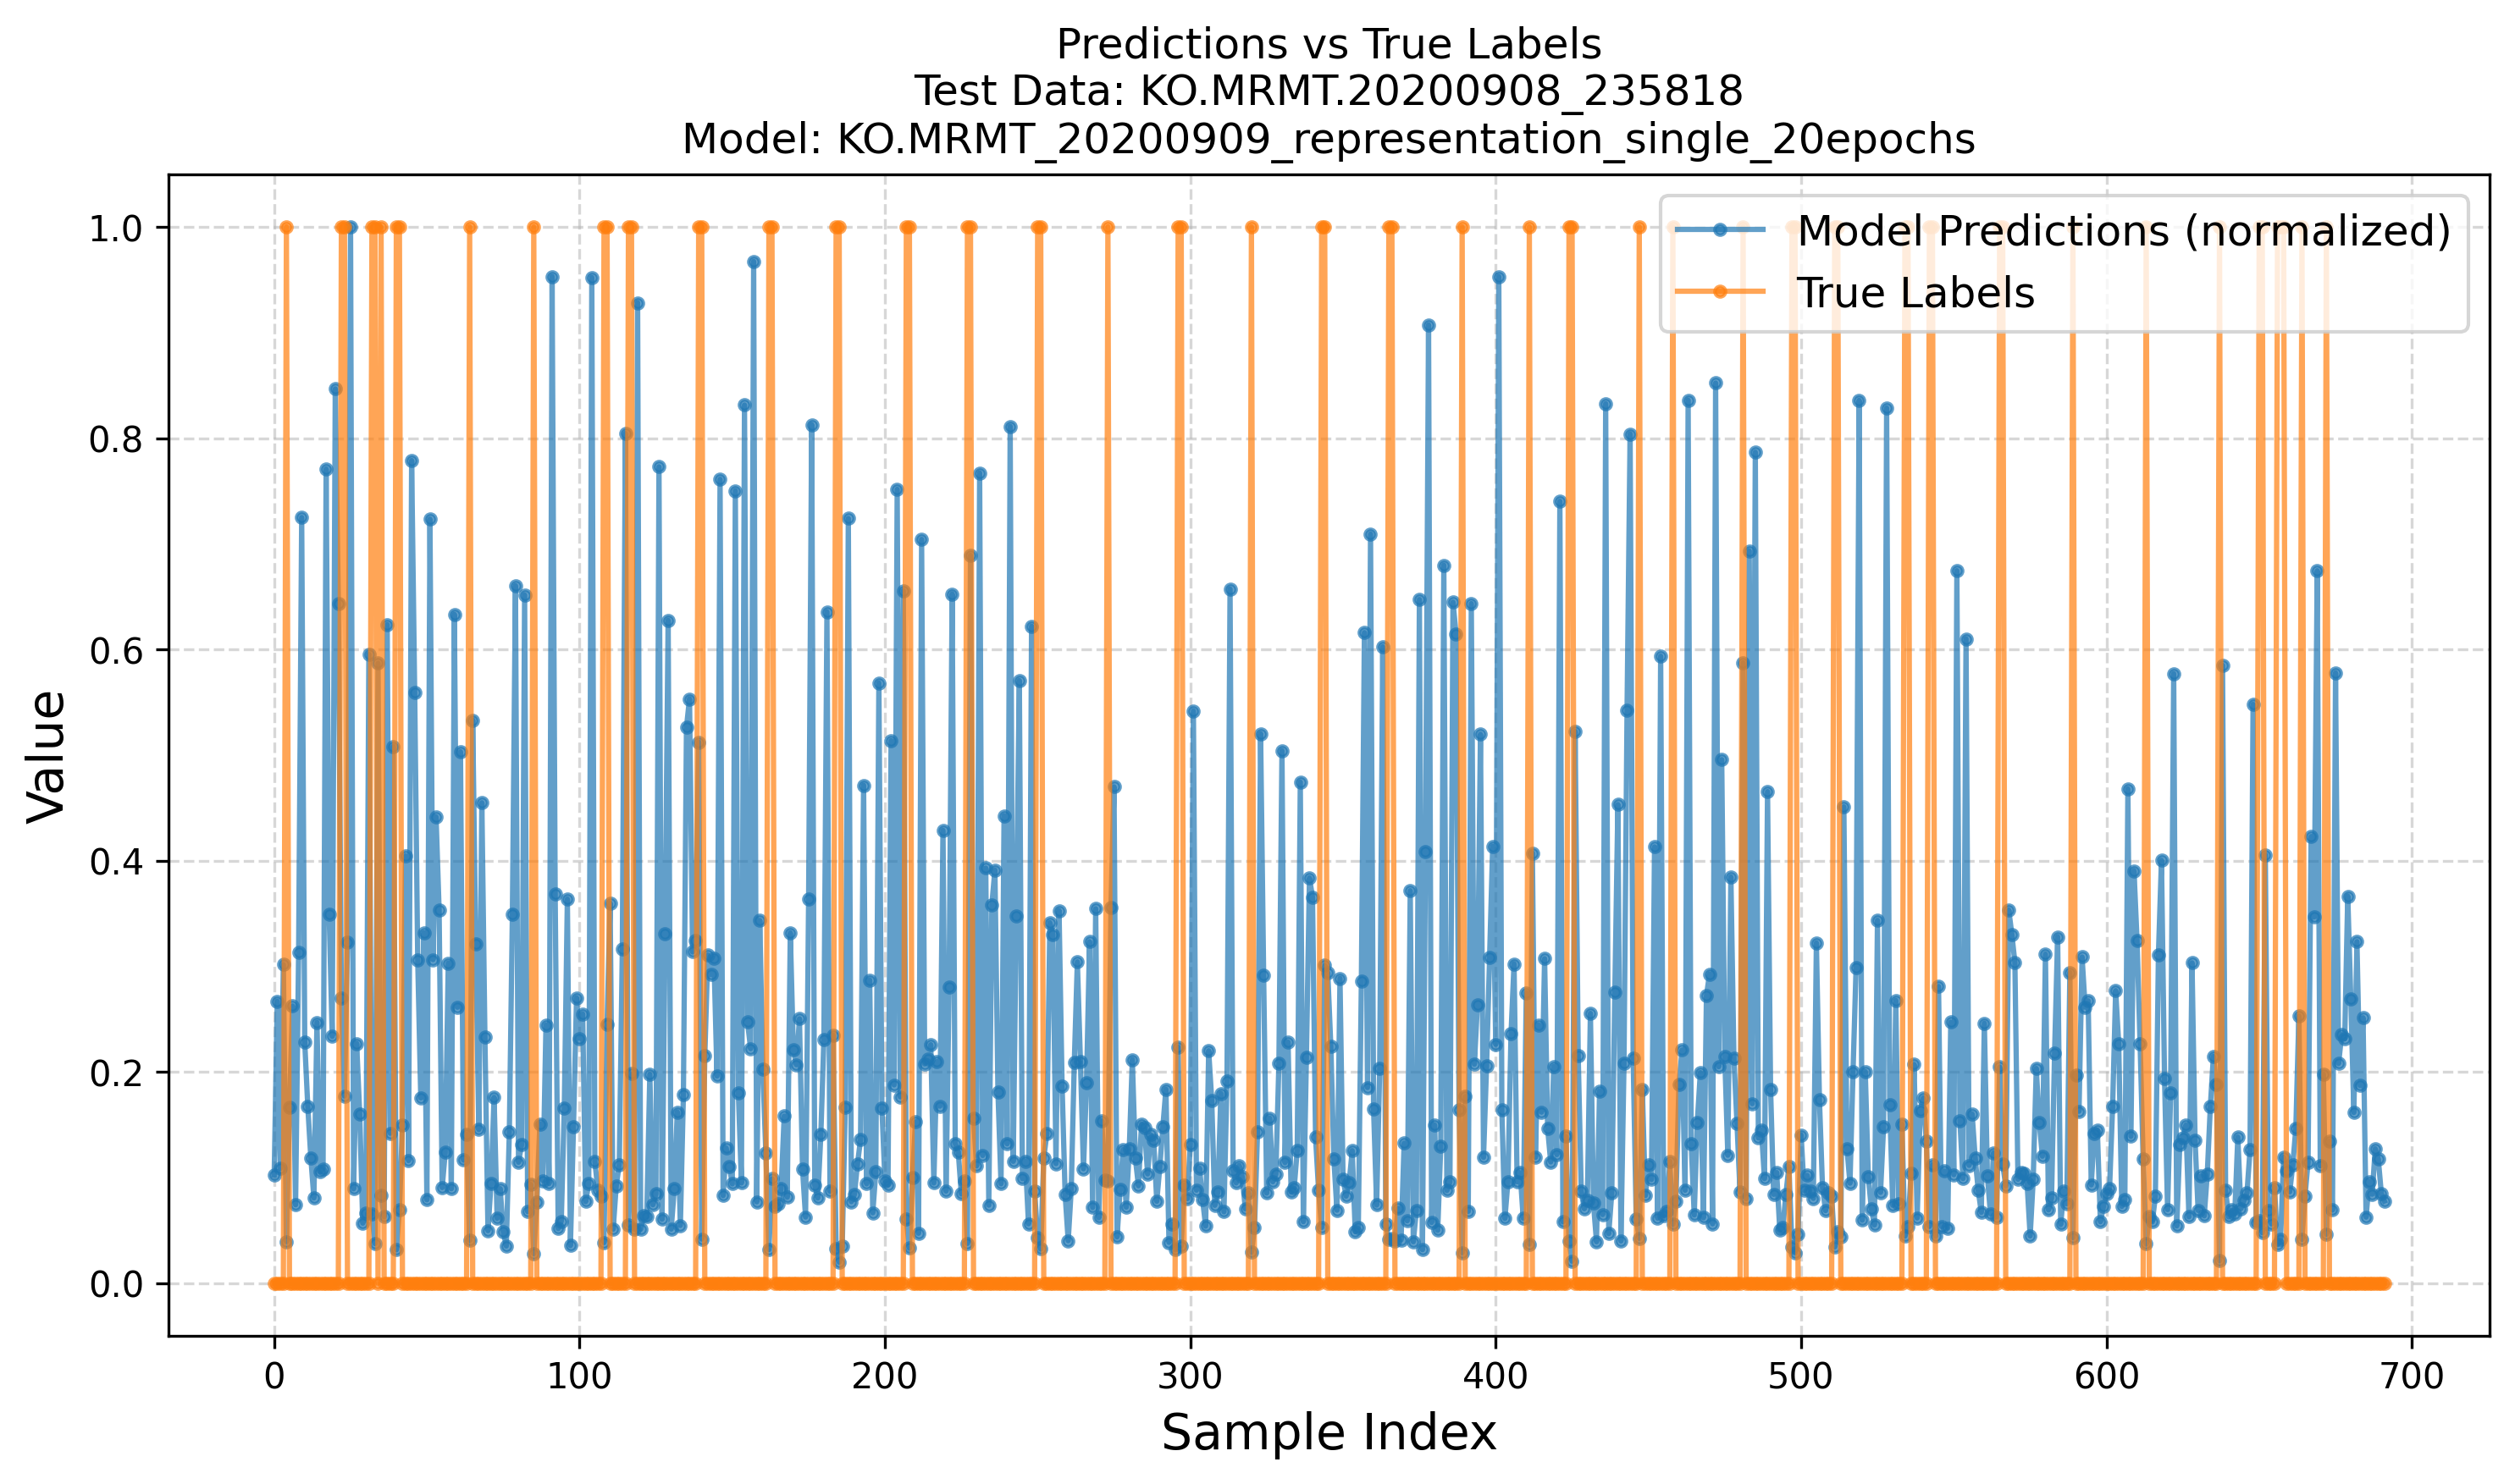 Predictions vs True Labels
Test Data: KO.MRMT.20200908_235818
Model: KO.MRMT_20200909_representation_single_20epochs
Model Predictions (normalized)
True Labels
Value
1.0
0.8
0.6
0.4
0.2
0.0
0 100 200 300 400 500 600 700
Sample Index